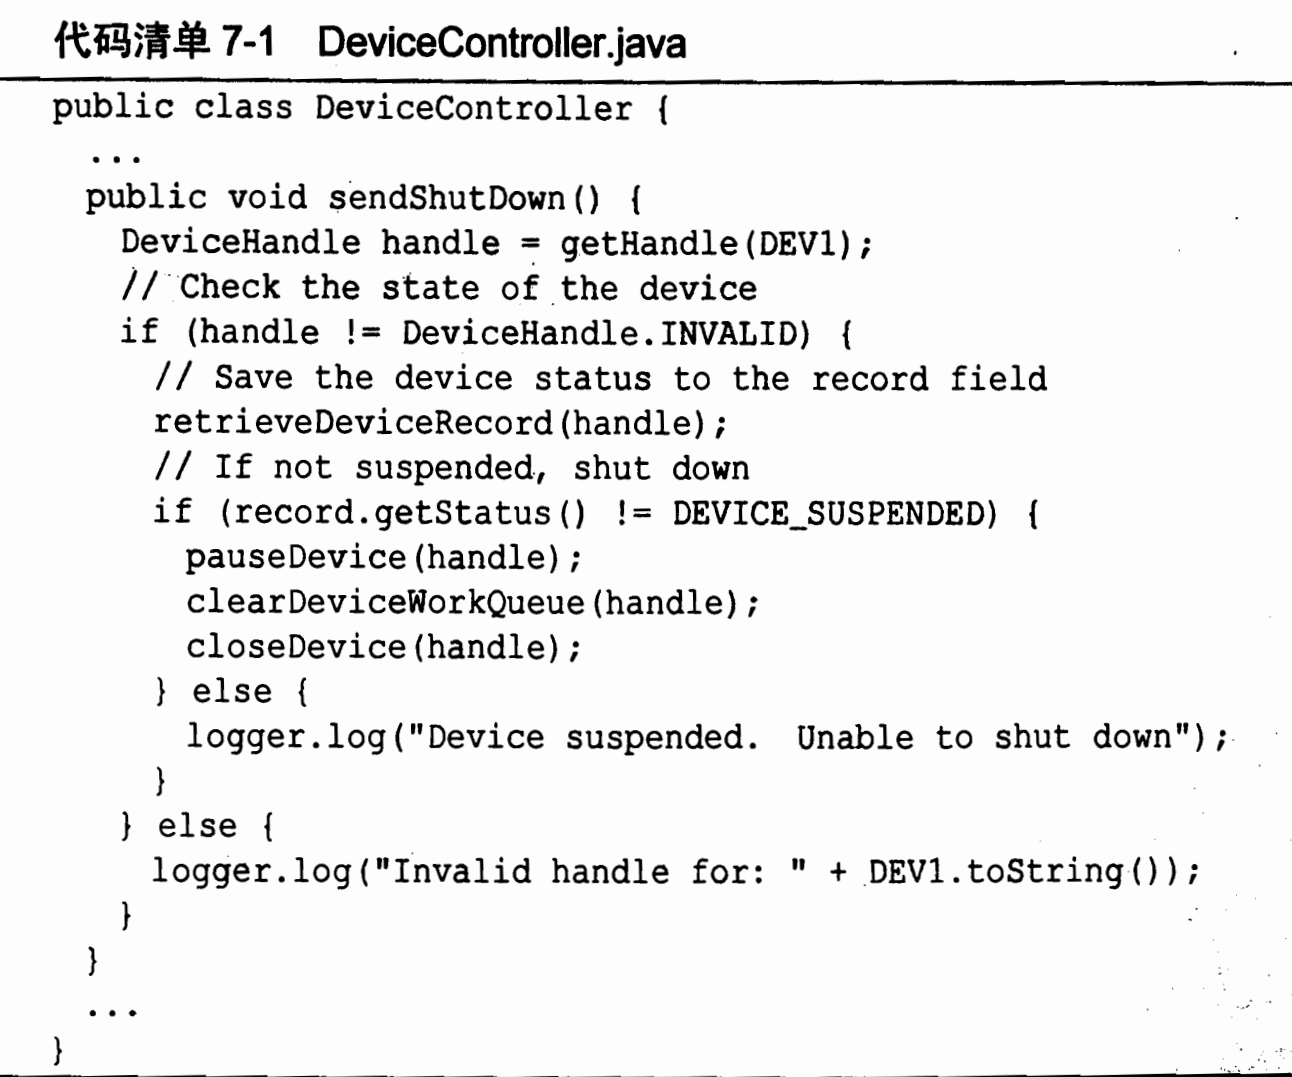 代码清单 7-1 DeviceController.java
public class DeviceController {
...
public void sendShutDown() {
DeviceHandle handle = getHandle(DEV1);
// Check the state of the device
if (handle != DeviceHandle.INVALID) {
// Save the device status to the record field
retrieveDeviceRecord(handle);
// If not suspended, shut down
if (record.getStatus() != DEVICE_SUSPENDED) {
pauseDevice(handle);
clearDeviceWorkQueue(handle);
closeDevice(handle);
} else {
logger.log("Device suspended.  Unable to shut down");
}
} else {
logger.log("Invalid handle for: " + DEV1.toString());
}
}
...
}